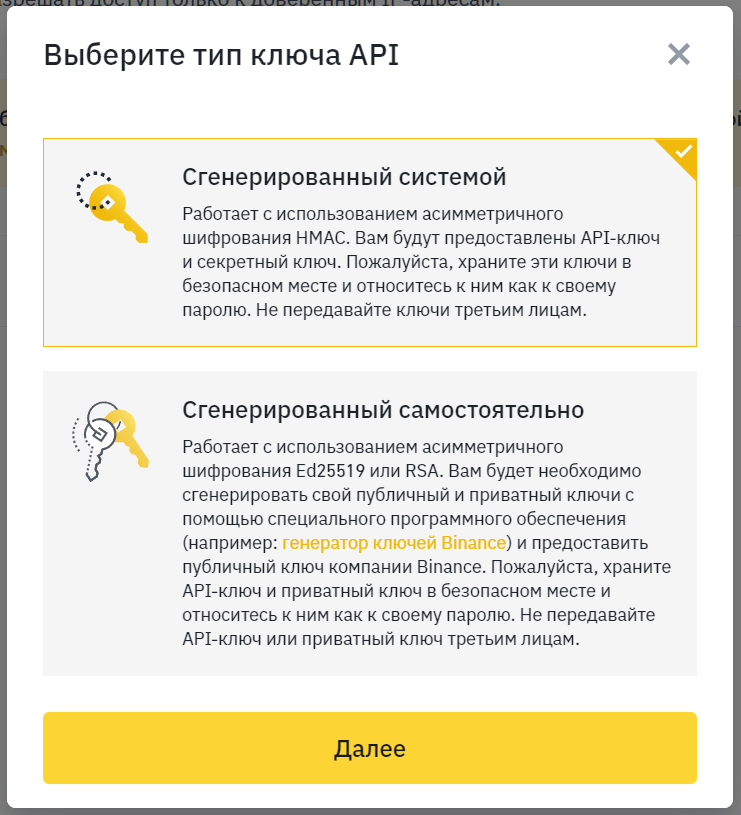 азрешать доступ только к доверенным IP-адресам.
Выберите тип ключа API
Сгенерированный системой
Работает с использованием асимметричного
шифрования HMAC. Вам будут предоставлены API-ключ
и секретный ключ. Пожалуйста, храните эти ключи в
безопасном месте и относитесь к ним как к своему
паролю. Не передавайте ключи третьим лицам.
Сгенерированный самостоятельно
Работает с использованием асимметричного
шифрования Ed25519 или RSA. Вам будет необходимо
сгенерировать свой публичный и приватный ключи с
помощью специального программного обеспечения
(например: генератор ключей Binance) и предоставить
публичный ключ компании Binance. Пожалуйста, храните
API-ключ и приватный ключ в безопасном месте и
относитесь к ним как к своему паролю. Не передавайте
API-ключ или приватный ключ третьим лицам.
Далее